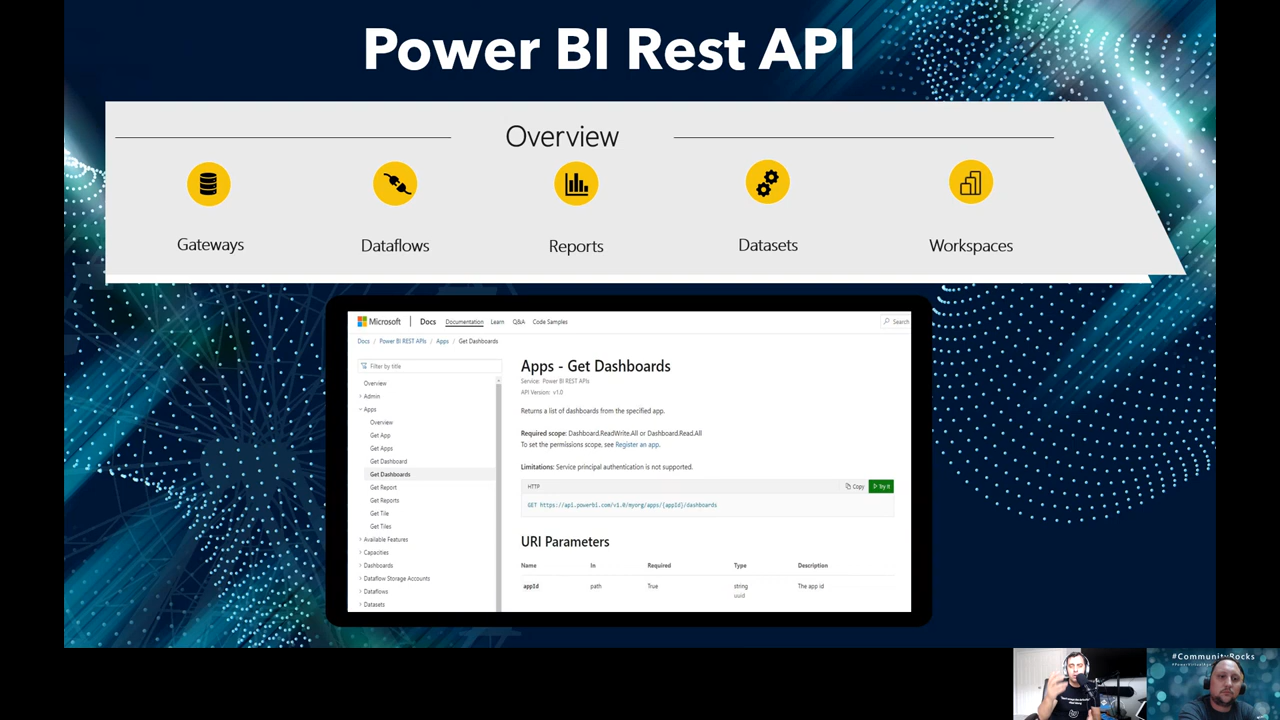 Power BI Rest API
Overview
Gateways
Dataflows
Reports
Datasets
Workspaces
Microsoft
Docs
Documentation
Learn
Q&A
Code Samples
Search
Docs / Power BI REST APIs / Apps / Get Dashboards
Filter by title
Overview
Admin
Apps
Overview
Get App
Get Apps
Get Dashboard
Get Dashboards
Get Report
Get Reports
Get Tile
Get Tiles
Available Features
Capacities
Dashboards
Dataflow Storage Accounts
Dataflows
Datasets
Apps - Get Dashboards
Service: Power BI REST APIs
API Version: v1.0
Returns a list of dashboards from the specified app.
Required scope: Dashboard.ReadWrite.All or Dashboard.Read.All
To set the permissions scope, see Register an app.
Limitations: Service principal authentication is not supported.
HTTP
Copy
Try It
GET https://api.powerbi.com/v1.0/myorg/apps/{appId}/dashboards
URI Parameters
Name In Required Type Description
appId path True string The app id
uuid
#CommunityRocks